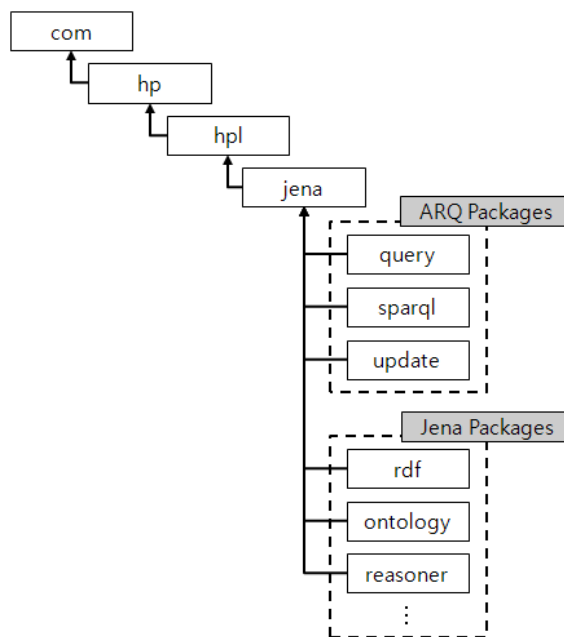 com
hp
hpl
jena
ARQ Packages
query
sparql
update
Jena Packages
rdf
ontology
reasoner
⋮